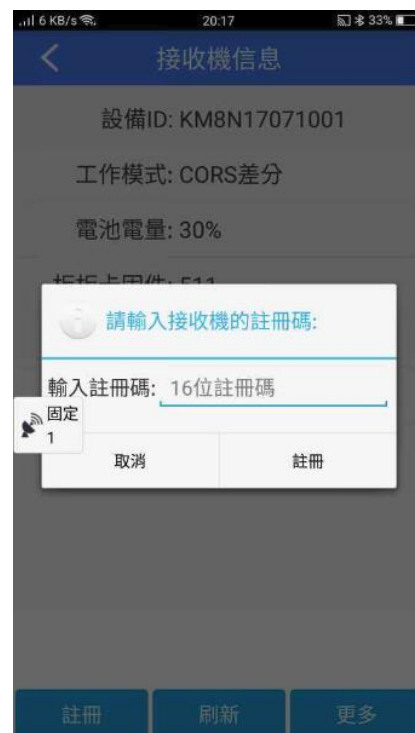 6 KB/s 20:17 33%
接收機信息
設備ID: KM8N17071001
工作模式: CORS差分
電池電量: 30%
請輸入接收機的註冊碼:
輸入註冊碼: 16位註冊碼
固定
1
取消 註冊
註冊 刷新 更多